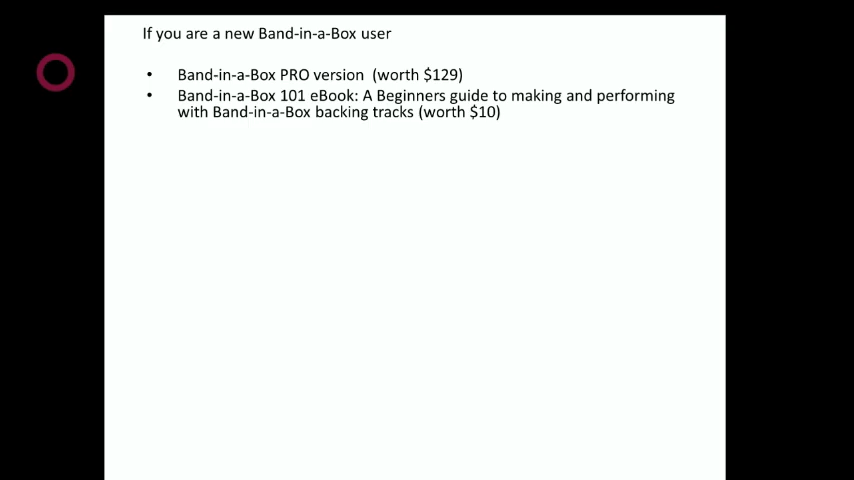 If you are a new Band-in-a-Box user
• Band-in-a-Box PRO version  (worth $129)
• Band-in-a-Box 101 eBook: A Beginners guide to making and performing
with Band-in-a-Box backing tracks (worth $10)